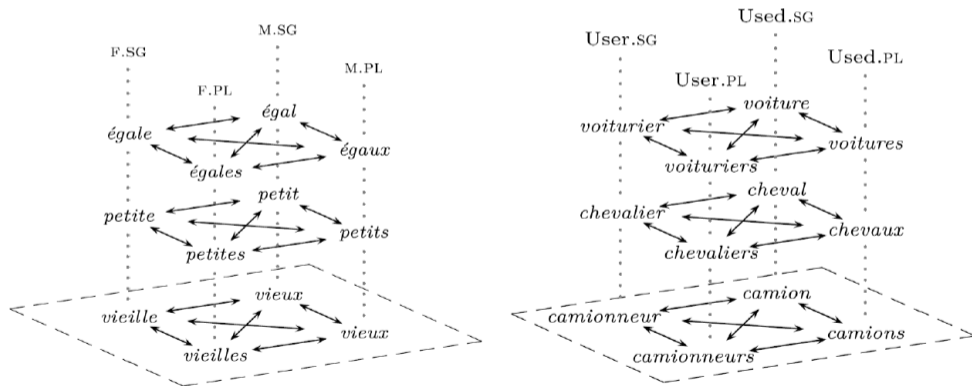 F.SG
M.SG
F.PL
M.PL
égale
égal
égales
égaux
petite
petit
petites
petits
vieille
vieux
vieilles
vieux
User.SG
Used.SG
User.PL
Used.PL
voiturier
voiture
voituriers
voitures
chevalier
cheval
chevaliers
chevaux
camionneur
camion
camionneurs
camions